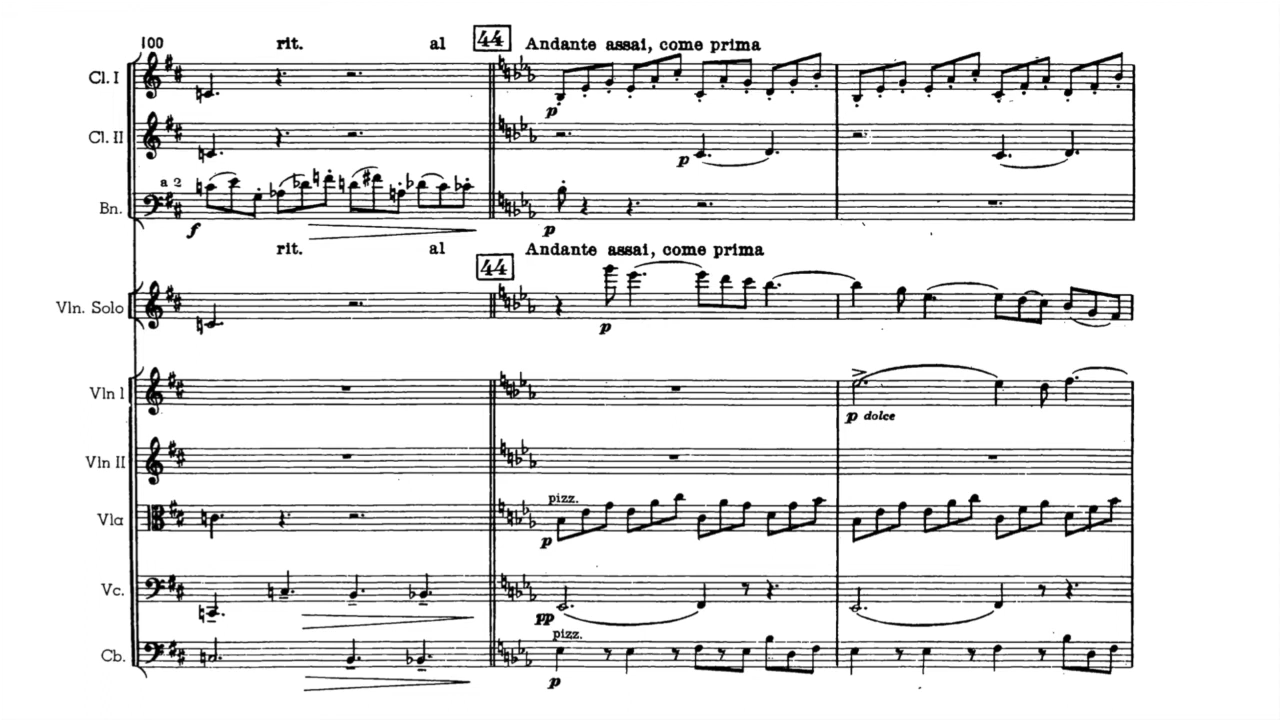 100 rit. al 44 Andante assai, come prima
Cl. I
p
Cl. II
p
a 2
Bn.
f p
rit. al 44 Andante assai, come prima
Vln. Solo
p
Vln I
p dolce
Vln II
pizz.
Vla
p
Vc.
pp
pizz.
Cb.
p